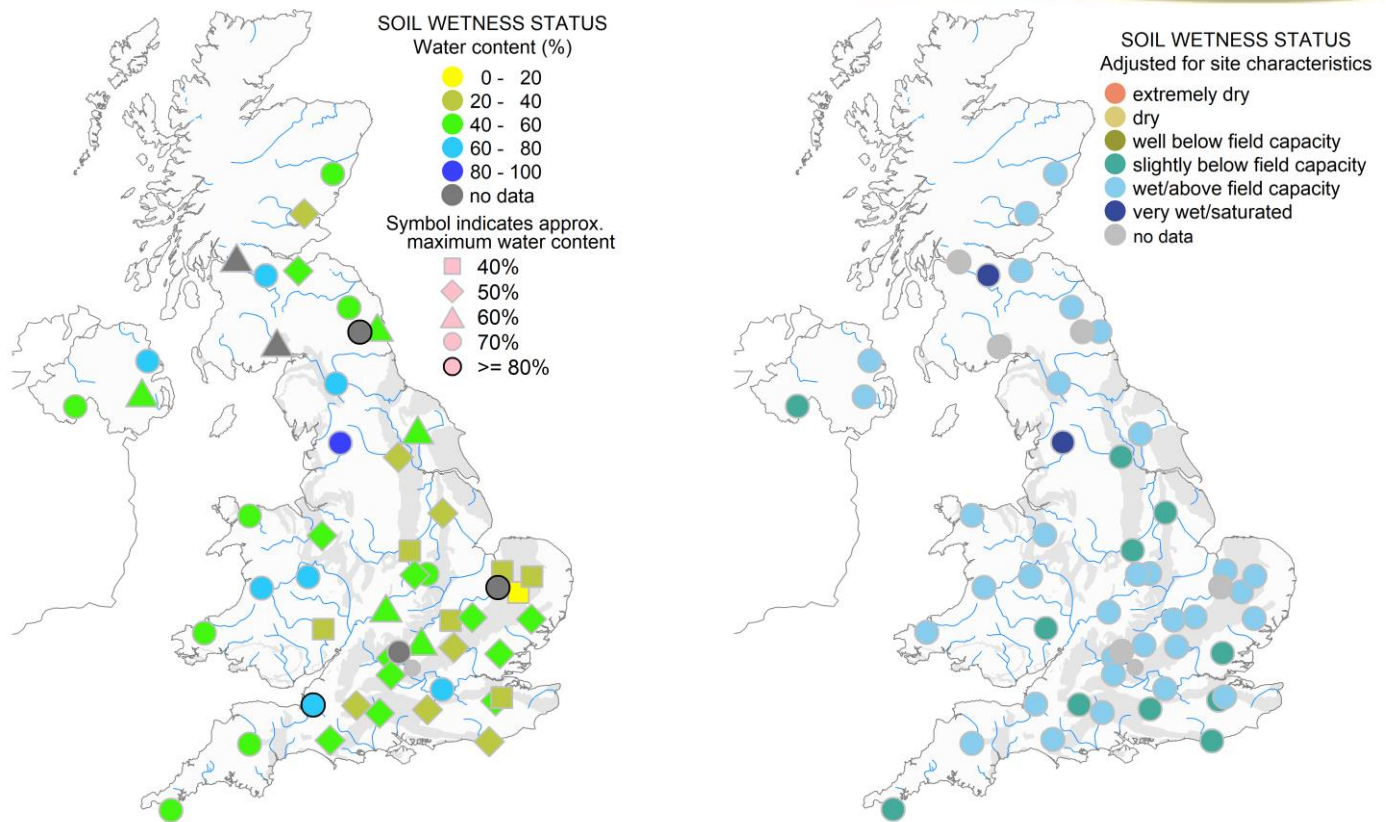 SOIL WETNESS STATUS
Water content (%)
0 - 20
20 - 40
40 - 60
60 - 80
80 - 100
no data
Symbol indicates approx.
maximum water content
40%
50%
60%
70%
>= 80%
SOIL WETNESS STATUS
Adjusted for site characteristics
extremely dry
dry
well below field capacity
slightly below field capacity
wet/above field capacity
very wet/saturated
no data